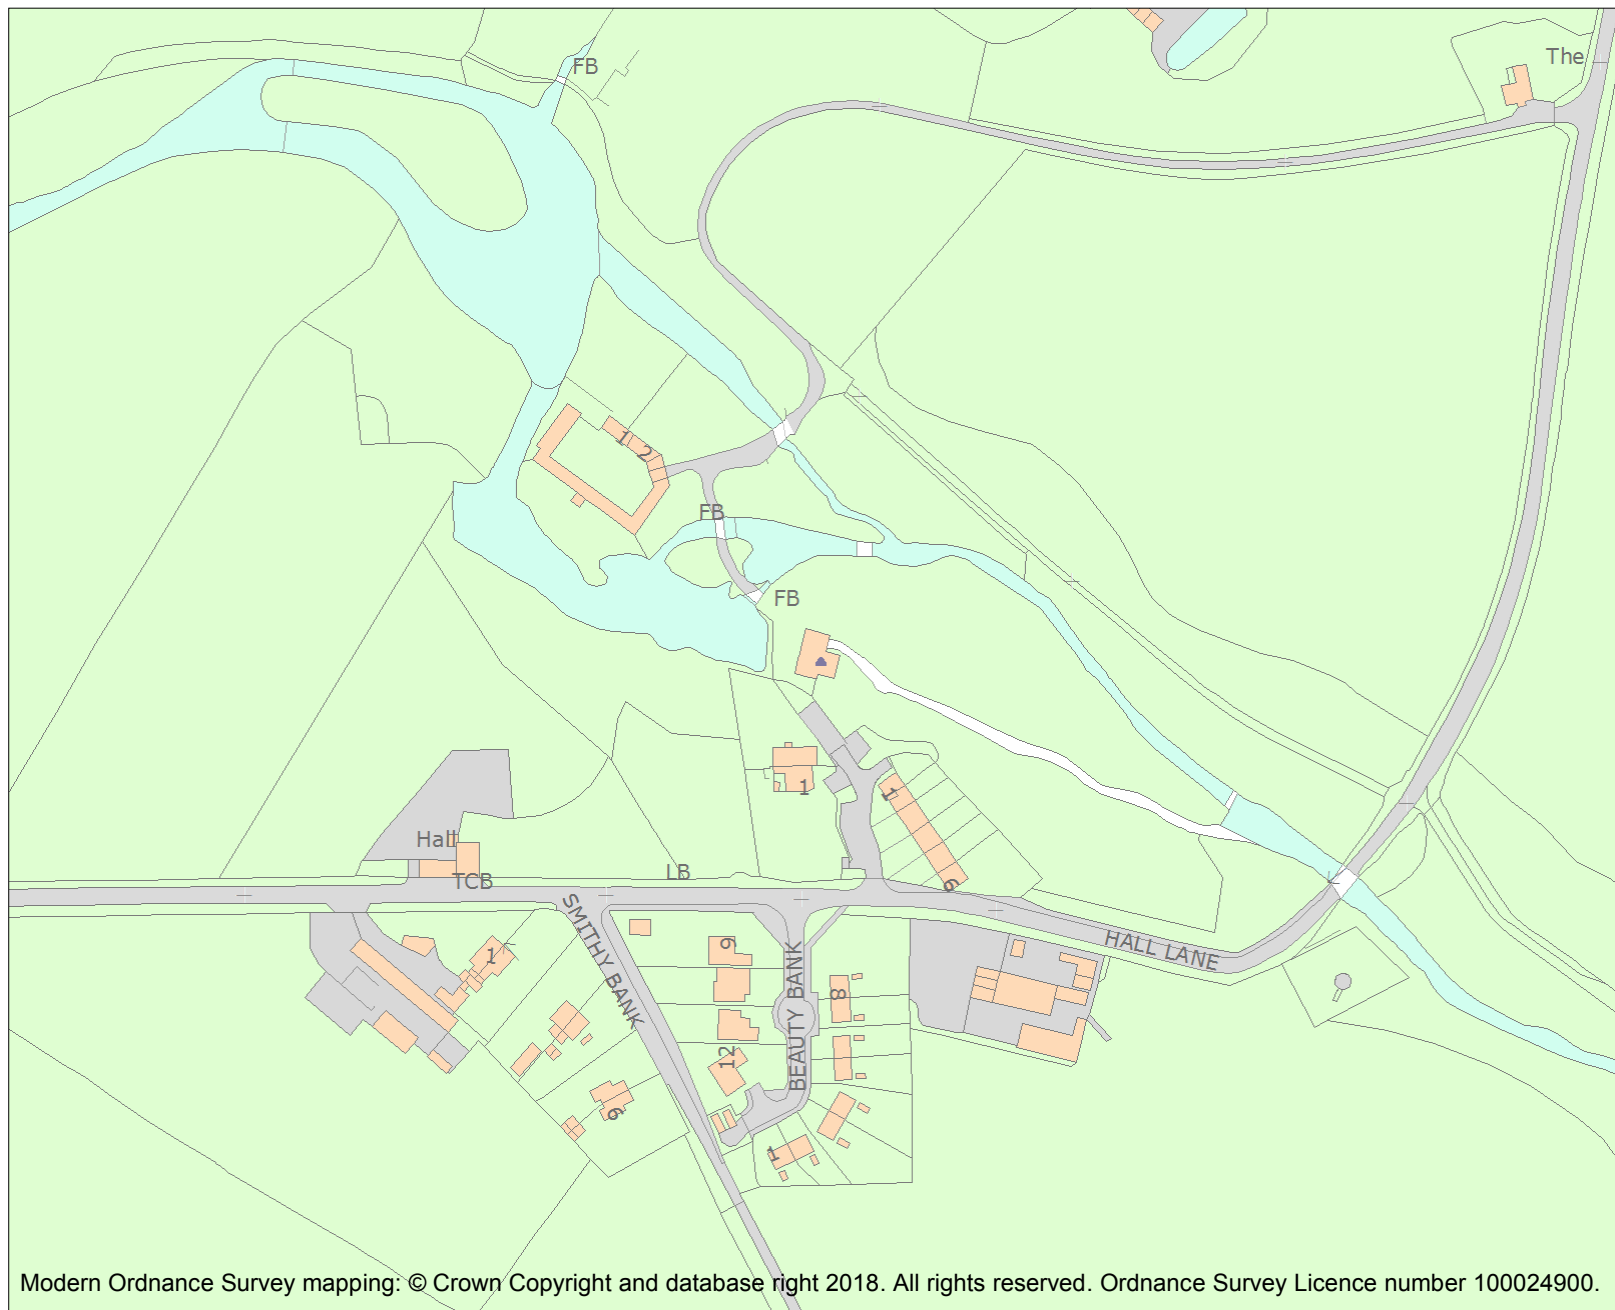 FB
The
1
2
FB
FB
1
1
Hall
TCB
LB
6
SMITHY BANK
HALL LANE
1
9
BEAUTY BANK
8
12
6
1
Modern Ordnance Survey mapping: © Crown Copyright and database right 2018. All rights reserved. Ordnance Survey Licence number 100024900.